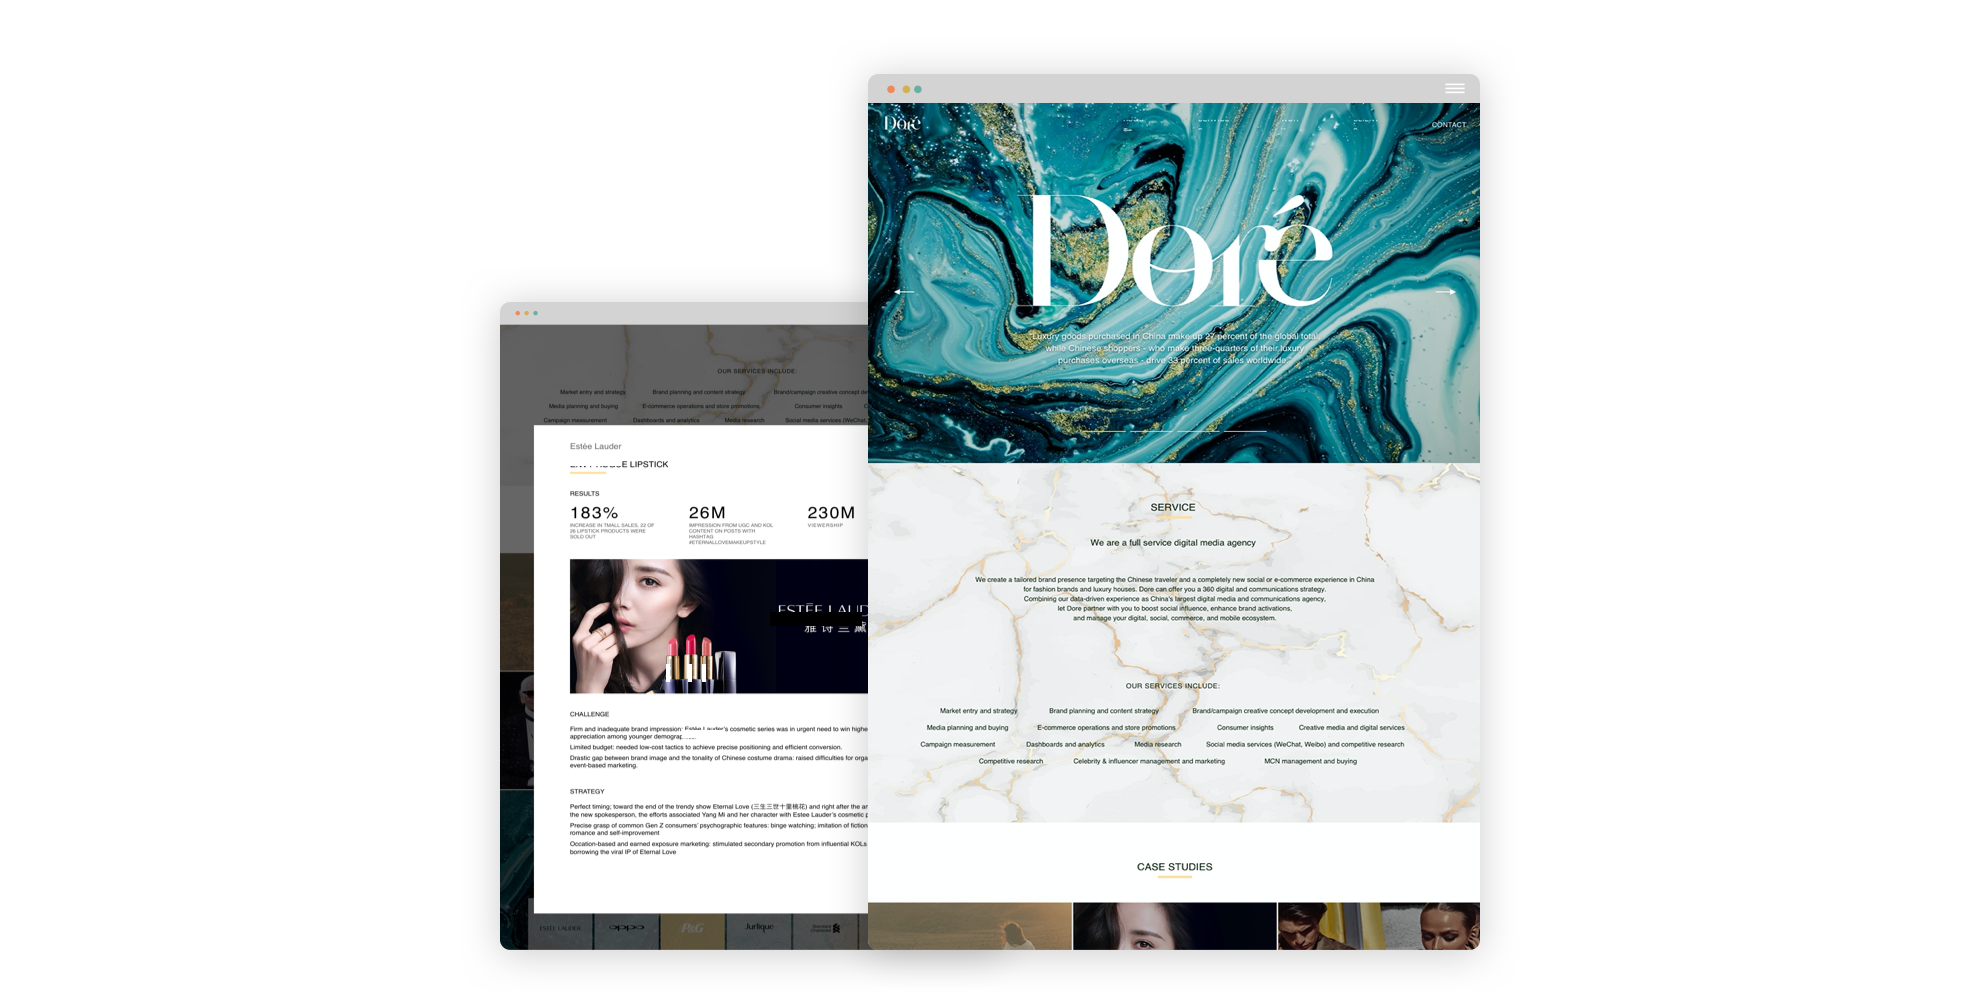 Doré
CONTACT
Doré
"Luxury goods purchased in China make up 27 percent of the global total,
while Chinese shoppers - who make three-quarters of their luxury
purchases overseas - drive 33 percent of sales worldwide."
SERVICE
We are a full service digital media agency
We create a tailored brand presence targeting the Chinese traveler and a completely new social or e-commerce experience in China
for fashion brands and luxury houses. Dore can offer you a 360 digital and communications strategy.
Combining our data-driven experience as China's largest digital media and communications agency,
let Dore partner with you to boost social influence, enhance brand activations,
and manage your digital, social, commerce, and mobile ecosystem.
OUR SERVICES INCLUDE:
Market entry and strategy Brand planning and content strategy Brand/campaign creative concept development and execution
Media planning and buying E-commerce operations and store promotions Consumer insights Creative media and digital services
Campaign measurement Dashboards and analytics Media research Social media services (WeChat, Weibo) and competitive research
Competitive research Celebrity & influencer management and marketing MCN management and buying
CASE STUDIES
OUR SERVICES INCLUDE:
Market entry and strategy Brand planning and content strategy Brand/campaign creative concept de
Media planning and buying E-commerce operations and store promotions Consumer insights C
Campaign measurement Dashboards and analytics Media research Social media services (WeChat,
Estée Lauder
LIPSTICK
RESULTS
183% 26M 230M
INCREASE IN TMALL SALES, 22 OF
26 LIPSTICK PRODUCTS WERE
SOLD OUT
IMPRESSION FROM UGC AND KOL
CONTENT ON POSTS WITH
HASHTAG
#ETERNALLOVEMAKEUPSTYLE
VIEWERSHIP
ESTĒE LAUD
雅诗兰黛
CHALLENGE
Firm and inadequate brand impression: Estée Lauder's cosmetic series was in urgent need to win highe
appreciation among younger
Limited budget: needed low-cost tactics to achieve precise positioning and efficient conversion.
Drastic gap between brand image and the tonality of Chinese costume drama: raised difficulties for orga
event-based marketing.
STRATEGY
Perfect timing; toward the end of the trendy show Eternal Love (三生三世十里桃花) and right after the an
the new spokesperson, the efforts associated Yang Mi and her character with Estee Lauder's cosmetic p
Precise grasp of common Gen Z consumers' psychographic features: binge watching; imitation of fiction
romance and self-improvement
Occation-based and earned exposure marketing: stimulated secondary promotion from influential KOLs
borrowing the viral IP of Eternal Love
ESTĒE LAUDER oppo P&G Jurlique Standard Chartered